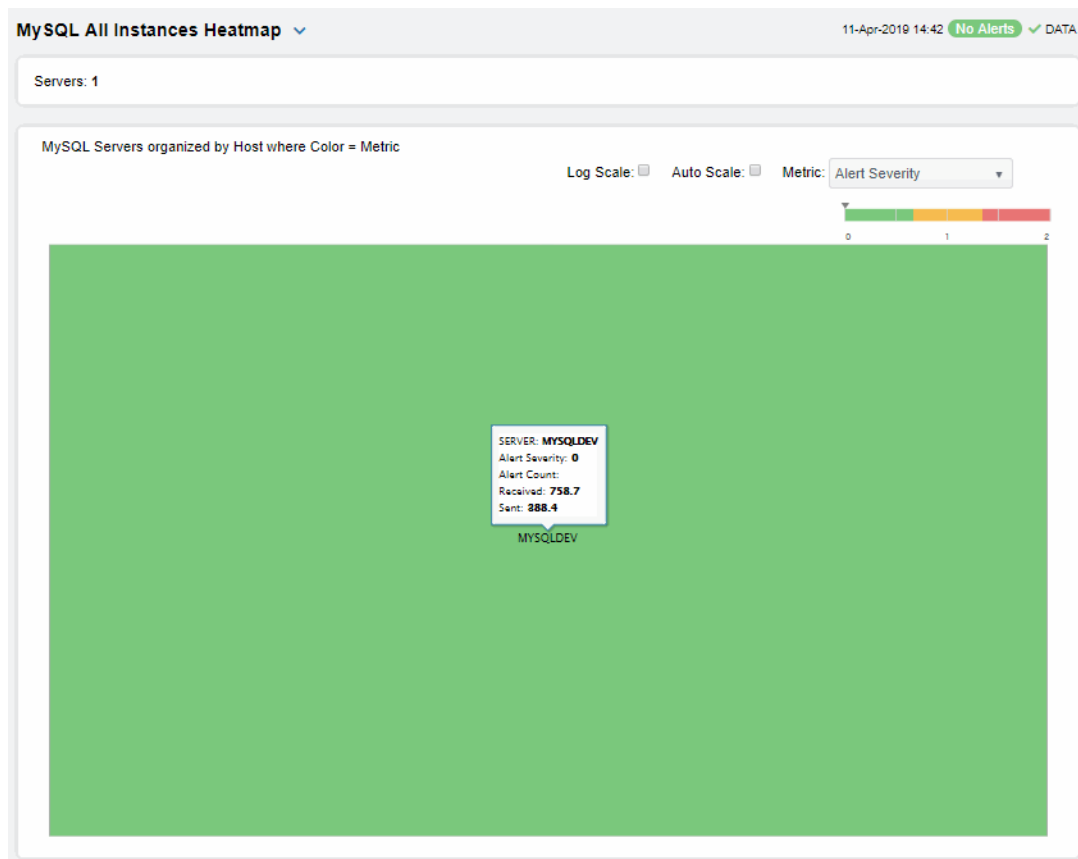 MySQL All Instances Heatmap
11-Apr-2019 14:42 No Alerts DATA
Servers: 1
MySQL Servers organized by Host where Color = Metric
Log Scale: Auto Scale: Metric: Alert Severity
0 1 2
SERVER: MYSQLDEV
Alert Severity: 0
Alert Count:
Received: 758.7
Sent: 388.4
MYSQLDEV